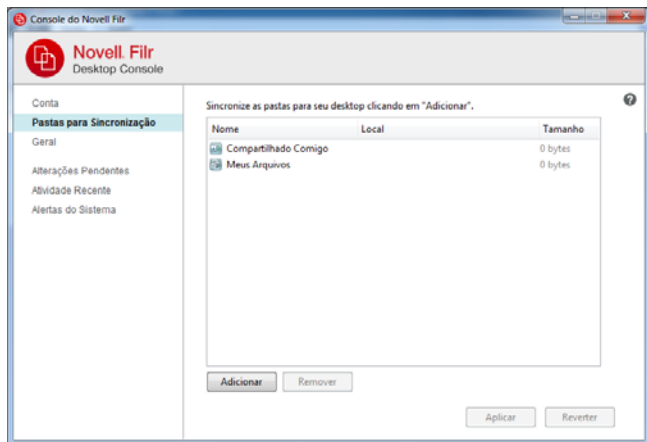 Console do Novell Filr
Novell. Filr
Desktop Console
Conta
Pastas para Sincronização
Geral
Alterações Pendentes
Atividade Recente
Alertas do Sistema
Sincronize as pastas para seu desktop clicando em "Adicionar".
Nome Local Tamanho
Compartilhado Comigo 0 bytes
Meus Arquivos 0 bytes
Adicionar Remover
Aplicar Reverter